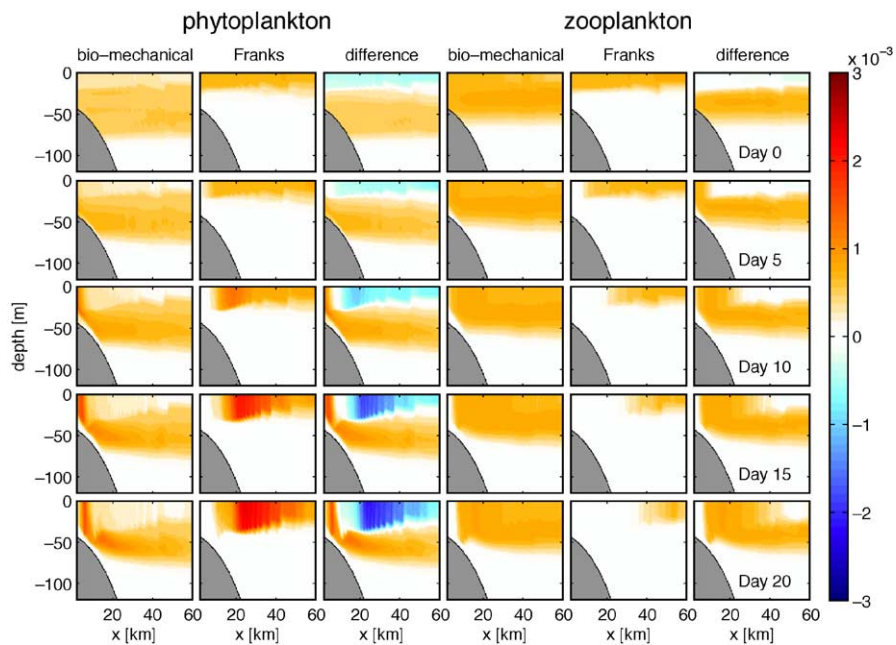 phytoplankton zooplankton
bio-mechanical Franks difference bio-mechanical Franks difference
x 10⁻³
0
−50
−100
Day 0
0
−50
−100
Day 5
0
−50
−100
Day 10
0
−50
−100
Day 15
0
−50
−100
Day 20
depth [m]
20 40 60 20 40 60 20 40 60 20 40 60 20 40 60 20 40 60
x [km] x [km] x [km] x [km] x [km] x [km]
3
2
1
0
−1
−2
−3